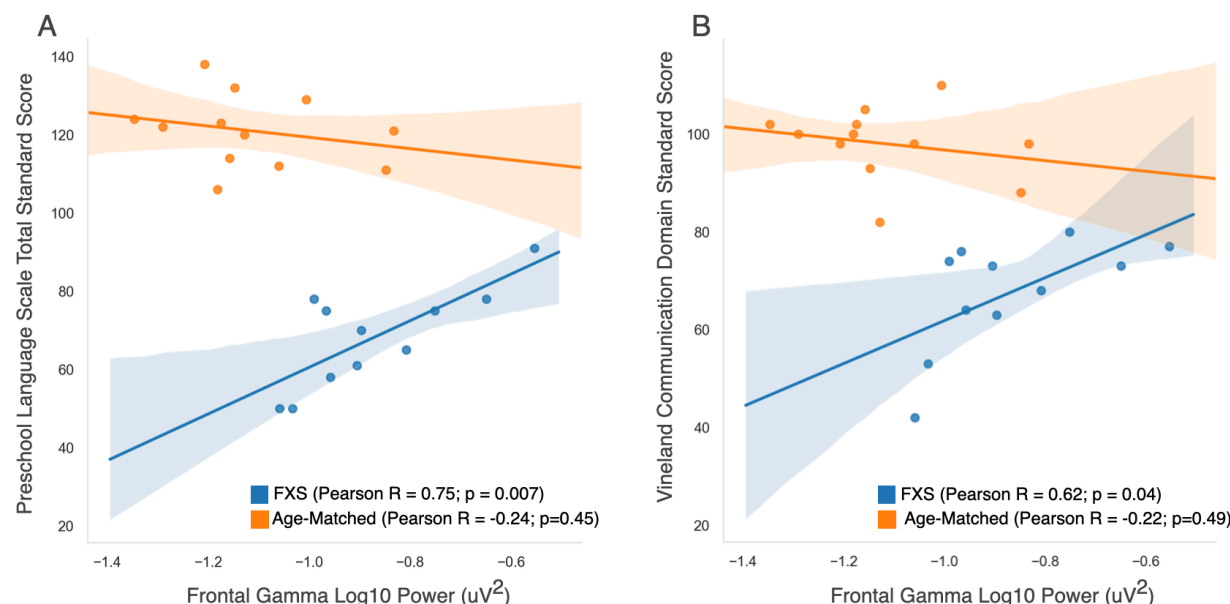 A
Preschool Language Scale Total Standard Score
140
120
100
80
60
40
20
FXS (Pearson R = 0.75; p = 0.007)
Age-Matched (Pearson R = -0.24; p=0.45)
−1.4 −1.2 −1.0 −0.8 −0.6
Frontal Gamma Log10 Power (uV²)
B
Vineland Communication Domain Standard Score
100
80
60
40
20
FXS (Pearson R = 0.62; p = 0.04)
Age-Matched (Pearson R = -0.22; p=0.49)
−1.4 −1.2 −1.0 −0.8 −0.6
Frontal Gamma Log10 Power (uV²)